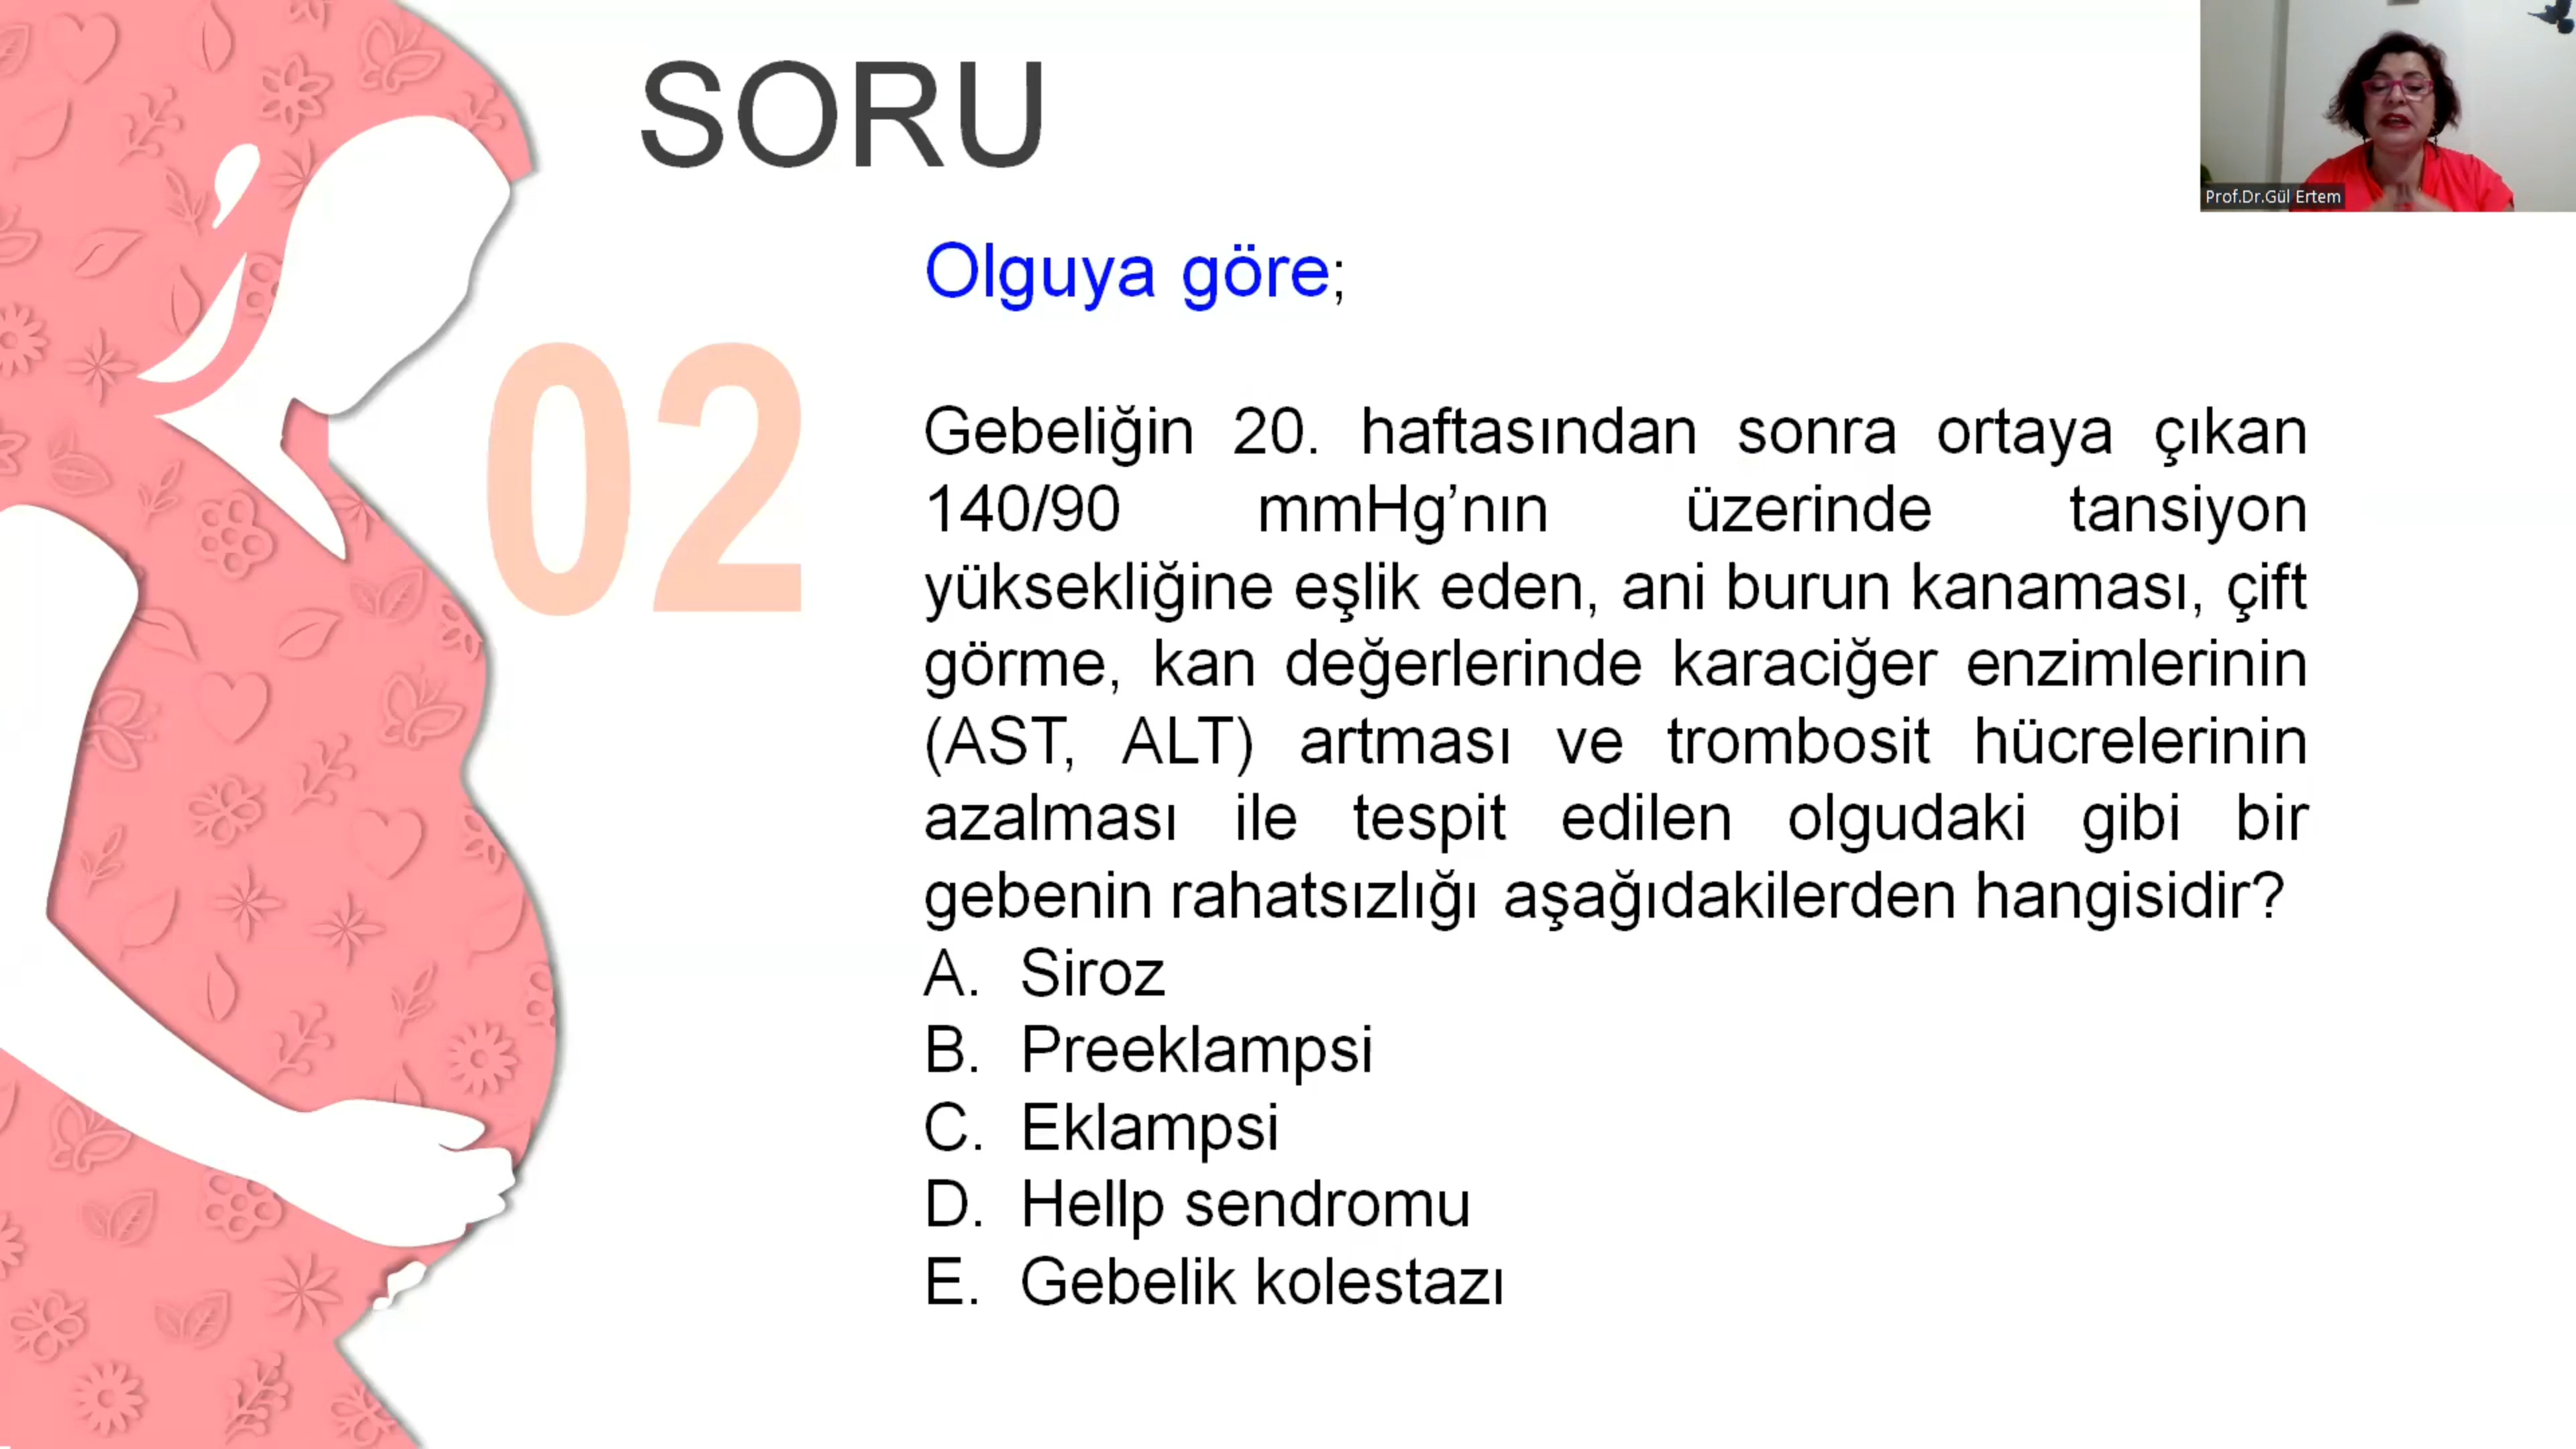 SORU
Prof.Dr.Gül Ertem
Olguya göre;
02
Gebeliğin 20. haftasından sonra ortaya çıkan
140/90 mmHg’nın üzerinde tansiyon
yüksekliğine eşlik eden, ani burun kanaması, çift
görme, kan değerlerinde karaciğer enzimlerinin
(AST, ALT) artması ve trombosit hücrelerinin
azalması ile tespit edilen olgudaki gibi bir
gebenin rahatsızlığı aşağıdakilerden hangisidir?
A. Siroz
B. Preeklampsi
C. Eklampsi
D. Hellp sendromu
E. Gebelik kolestazı